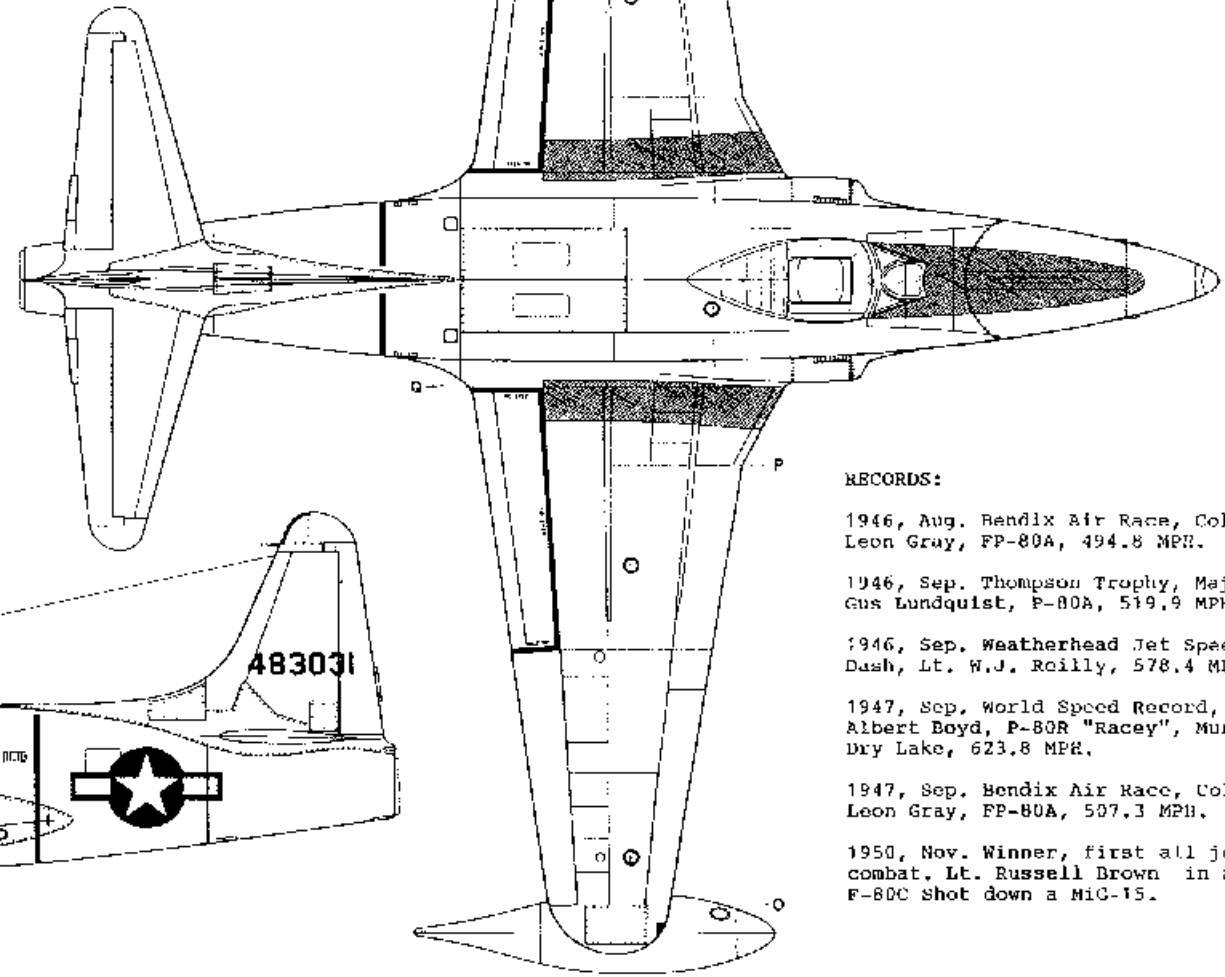 Q
P
RECORDS:
1946, Aug. Bendix Air Race, Col
Leon Gray, FP-80A, 494.8 MPH.
1946, Sep. Thompson Trophy, Maj
Gus Lundquist, P-80A, 519.9 MPH
1946, Sep. Weatherhead Jet Spee
Dash, Lt. W.J. Reilly, 578.4 MP
1947, Sep. World Speed Record,
Albert Boyd, P-80R "Racey", Mur
Dry Lake, 623.8 MPH.
1947, Sep. Bendix Air Race, Col
Leon Gray, FP-80A, 507.3 MPH.
1950, Nov. Winner, first all je
combat. Lt. Russell Brown in a
F-80C Shot down a MiG-15.
483031
O